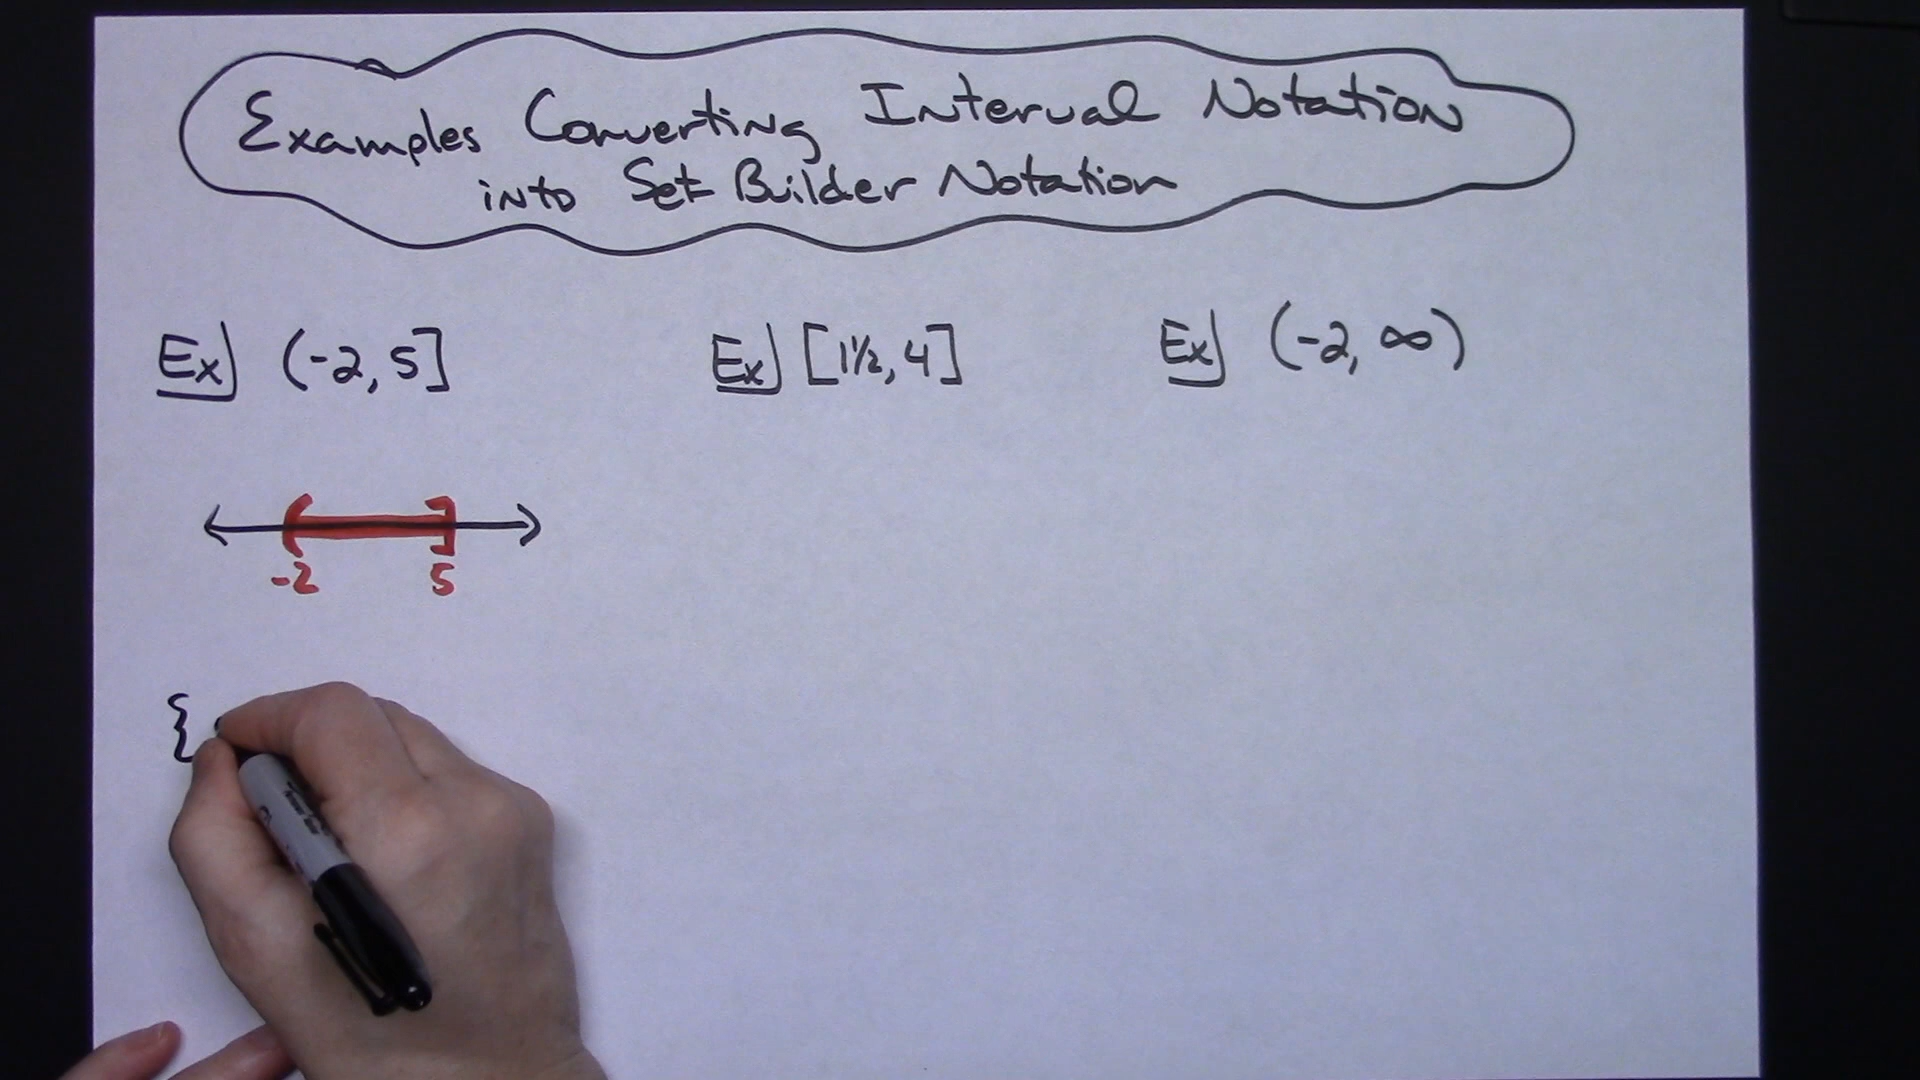 Examples Converting Interval Notation
into Set Builder Notation
Ex (-2, 5]
Ex [1½, 4]
Ex (-2, ∞)
-2 5
{